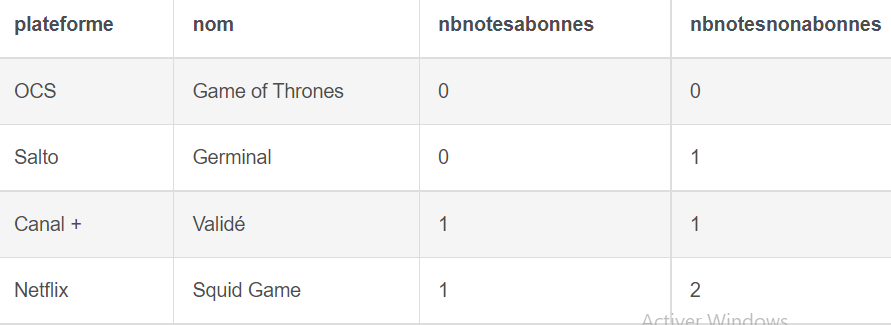 plateforme nom nbnotesabonnes nbnotesnonabonnes
OCS Game of Thrones 0 0
Salto Germinal 0 1
Canal + Validé 1 1
Netflix Squid Game 1 2
Activer Windows